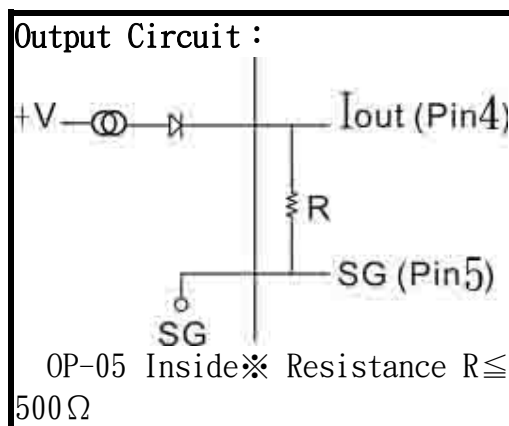 Output Circuit：
+V
Iout (Pin4)
R
SG (Pin5)
SG
OP-05 Inside※ Resistance R≦
500Ω